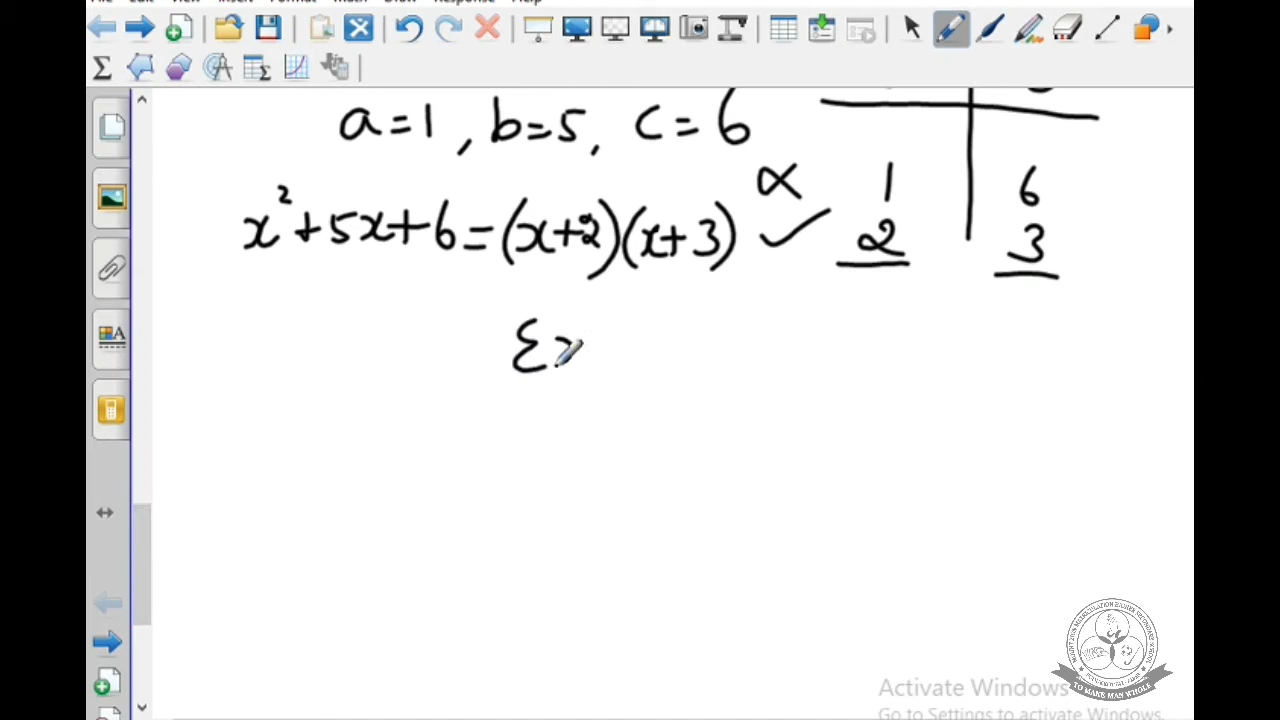 a=1, b=5, c=6
x²+5x+6=(x+2)(x+3) ✓
∝ 1 6
2 3
Ex
Activate Windows
Go to Settings to activate Windows.
TO MAKE MAN WHOLE